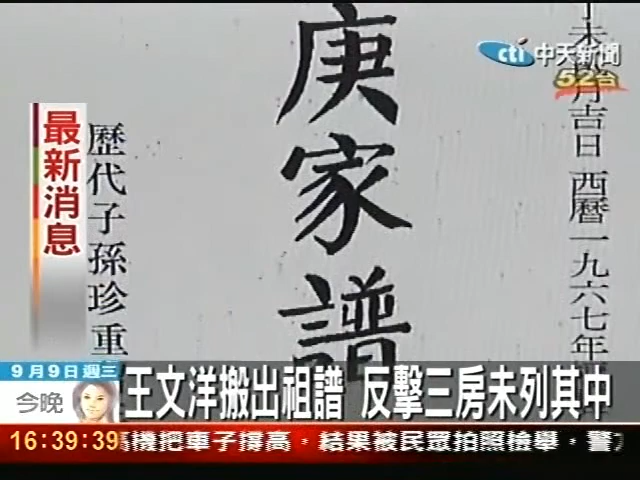 cti 中天新聞
52台
庚家譜
未 月吉日 西曆一九六七年
歷代子孫珍重
最新消息
9月9日週三
今晚
王文洋搬出祖譜 反擊三房未列其中
16:39:39
機把車子撐高，結果被民眾拍照檢舉，警